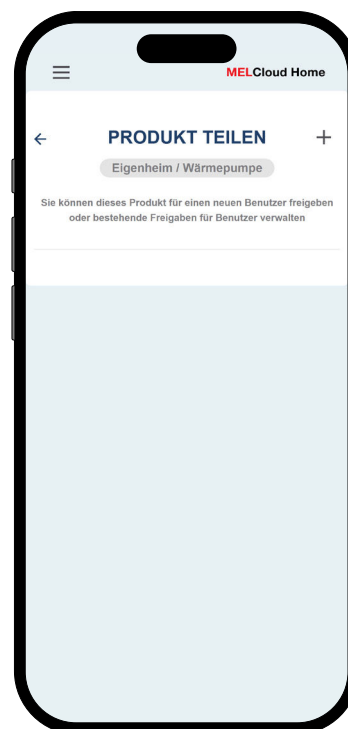 MELCloud Home
PRODUKT TEILEN
Eigenheim / Wärmepumpe
Sie können dieses Produkt für einen neuen Benutzer freigeben
oder bestehende Freigaben für Benutzer verwalten